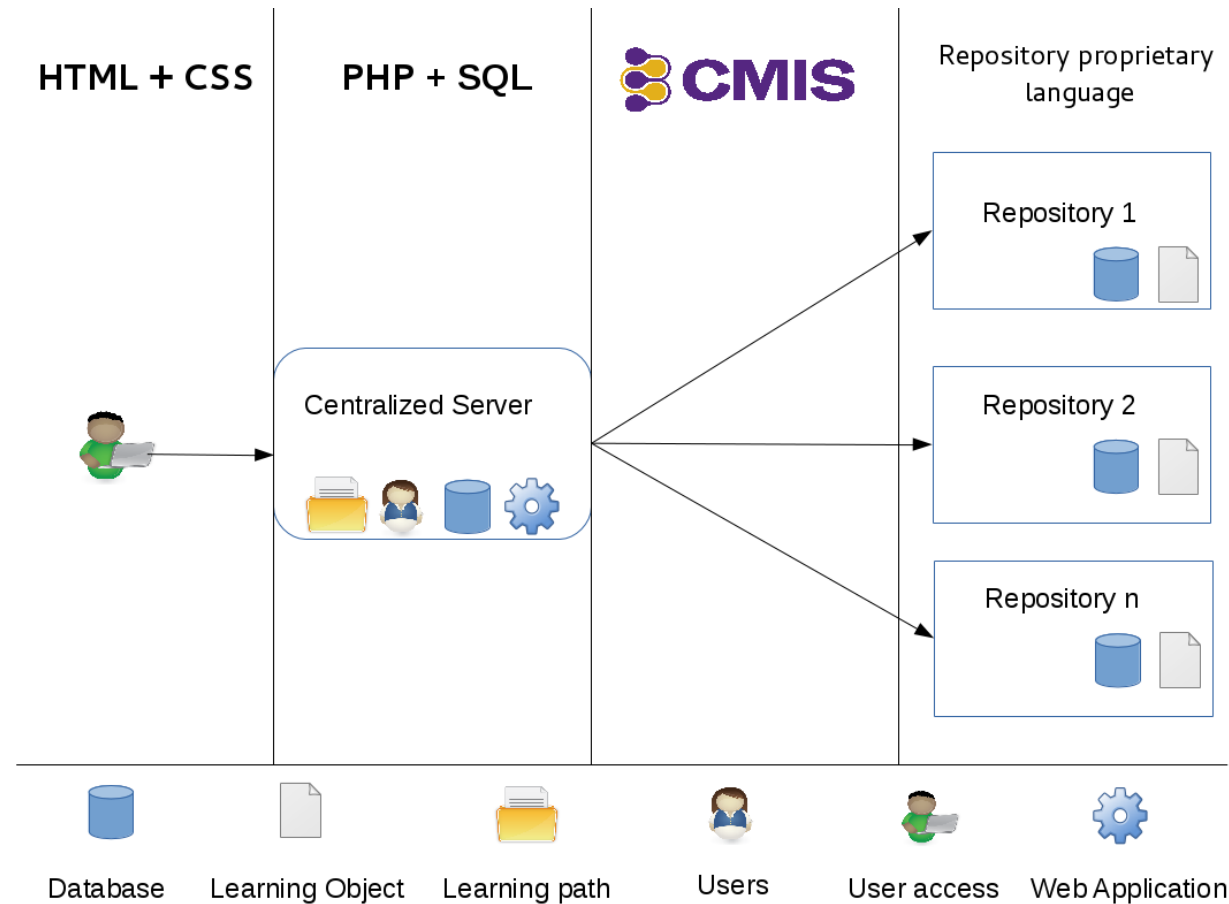 HTML + CSS
PHP + SQL
CMIS
Repository proprietary
language
Repository 1
Centralized Server
Repository 2
Repository n
Database
Learning Object
Learning path
Users
User access
Web Application